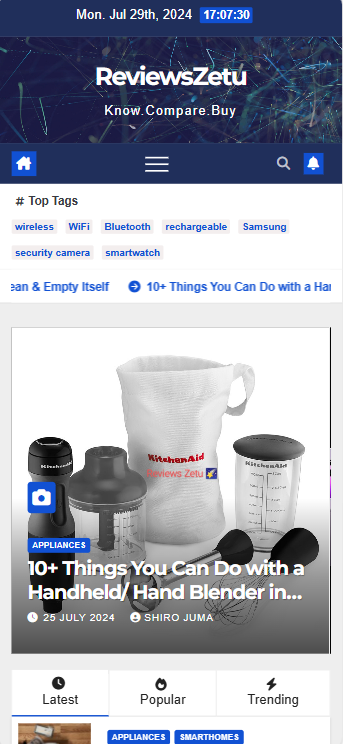 Mon. Jul 29th, 2024 17:07:30
ReviewsZetu
Know.Compare.Buy
# Top Tags
wireless WiFi Bluetooth rechargeable Samsung
security camera smartwatch
ean & Empty Itself 10+ Things You Can Do with a Har
KitchenAid
Reviews Zetu
KitchenAid
KitchenAid
APPLIANCES
10+ Things You Can Do with a
Handheld/ Hand Blender in...
25 JULY 2024 SHIRO JUMA
Latest Popular Trending
APPLIANCES SMARTHOMES